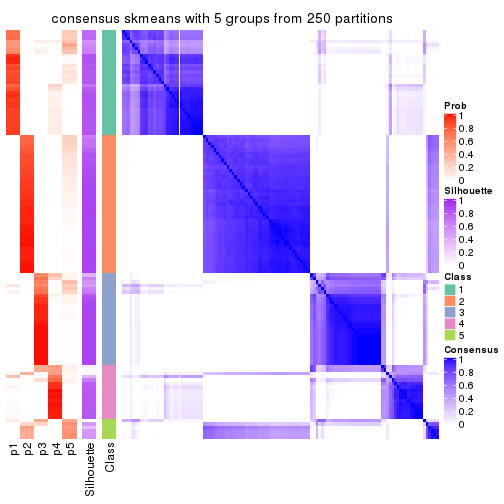 consensus skmeans with 5 groups from 250 partitions
Prob
1
0.8
0.6
0.4
0.2
0
Silhouette
1
0.8
0.6
0.4
0.2
0
Class
1
2
3
4
5
Consensus
1
0.8
0.6
0.4
0.2
0
p1
p2
p3
p4
p5
Silhouette
Class